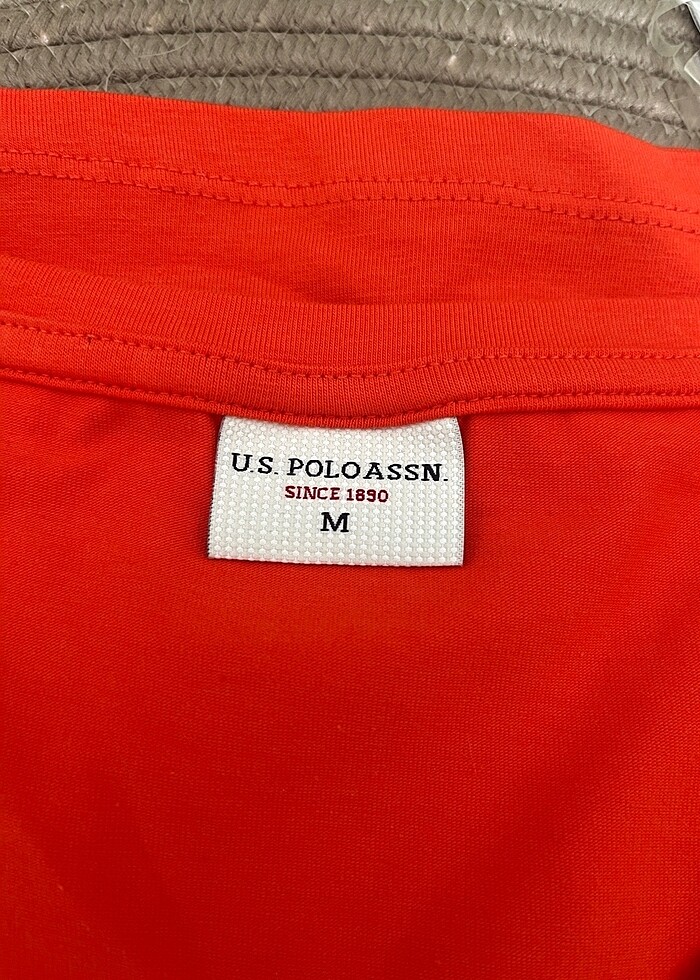 U.S. POLO ASSN.
SINCE 1890
M